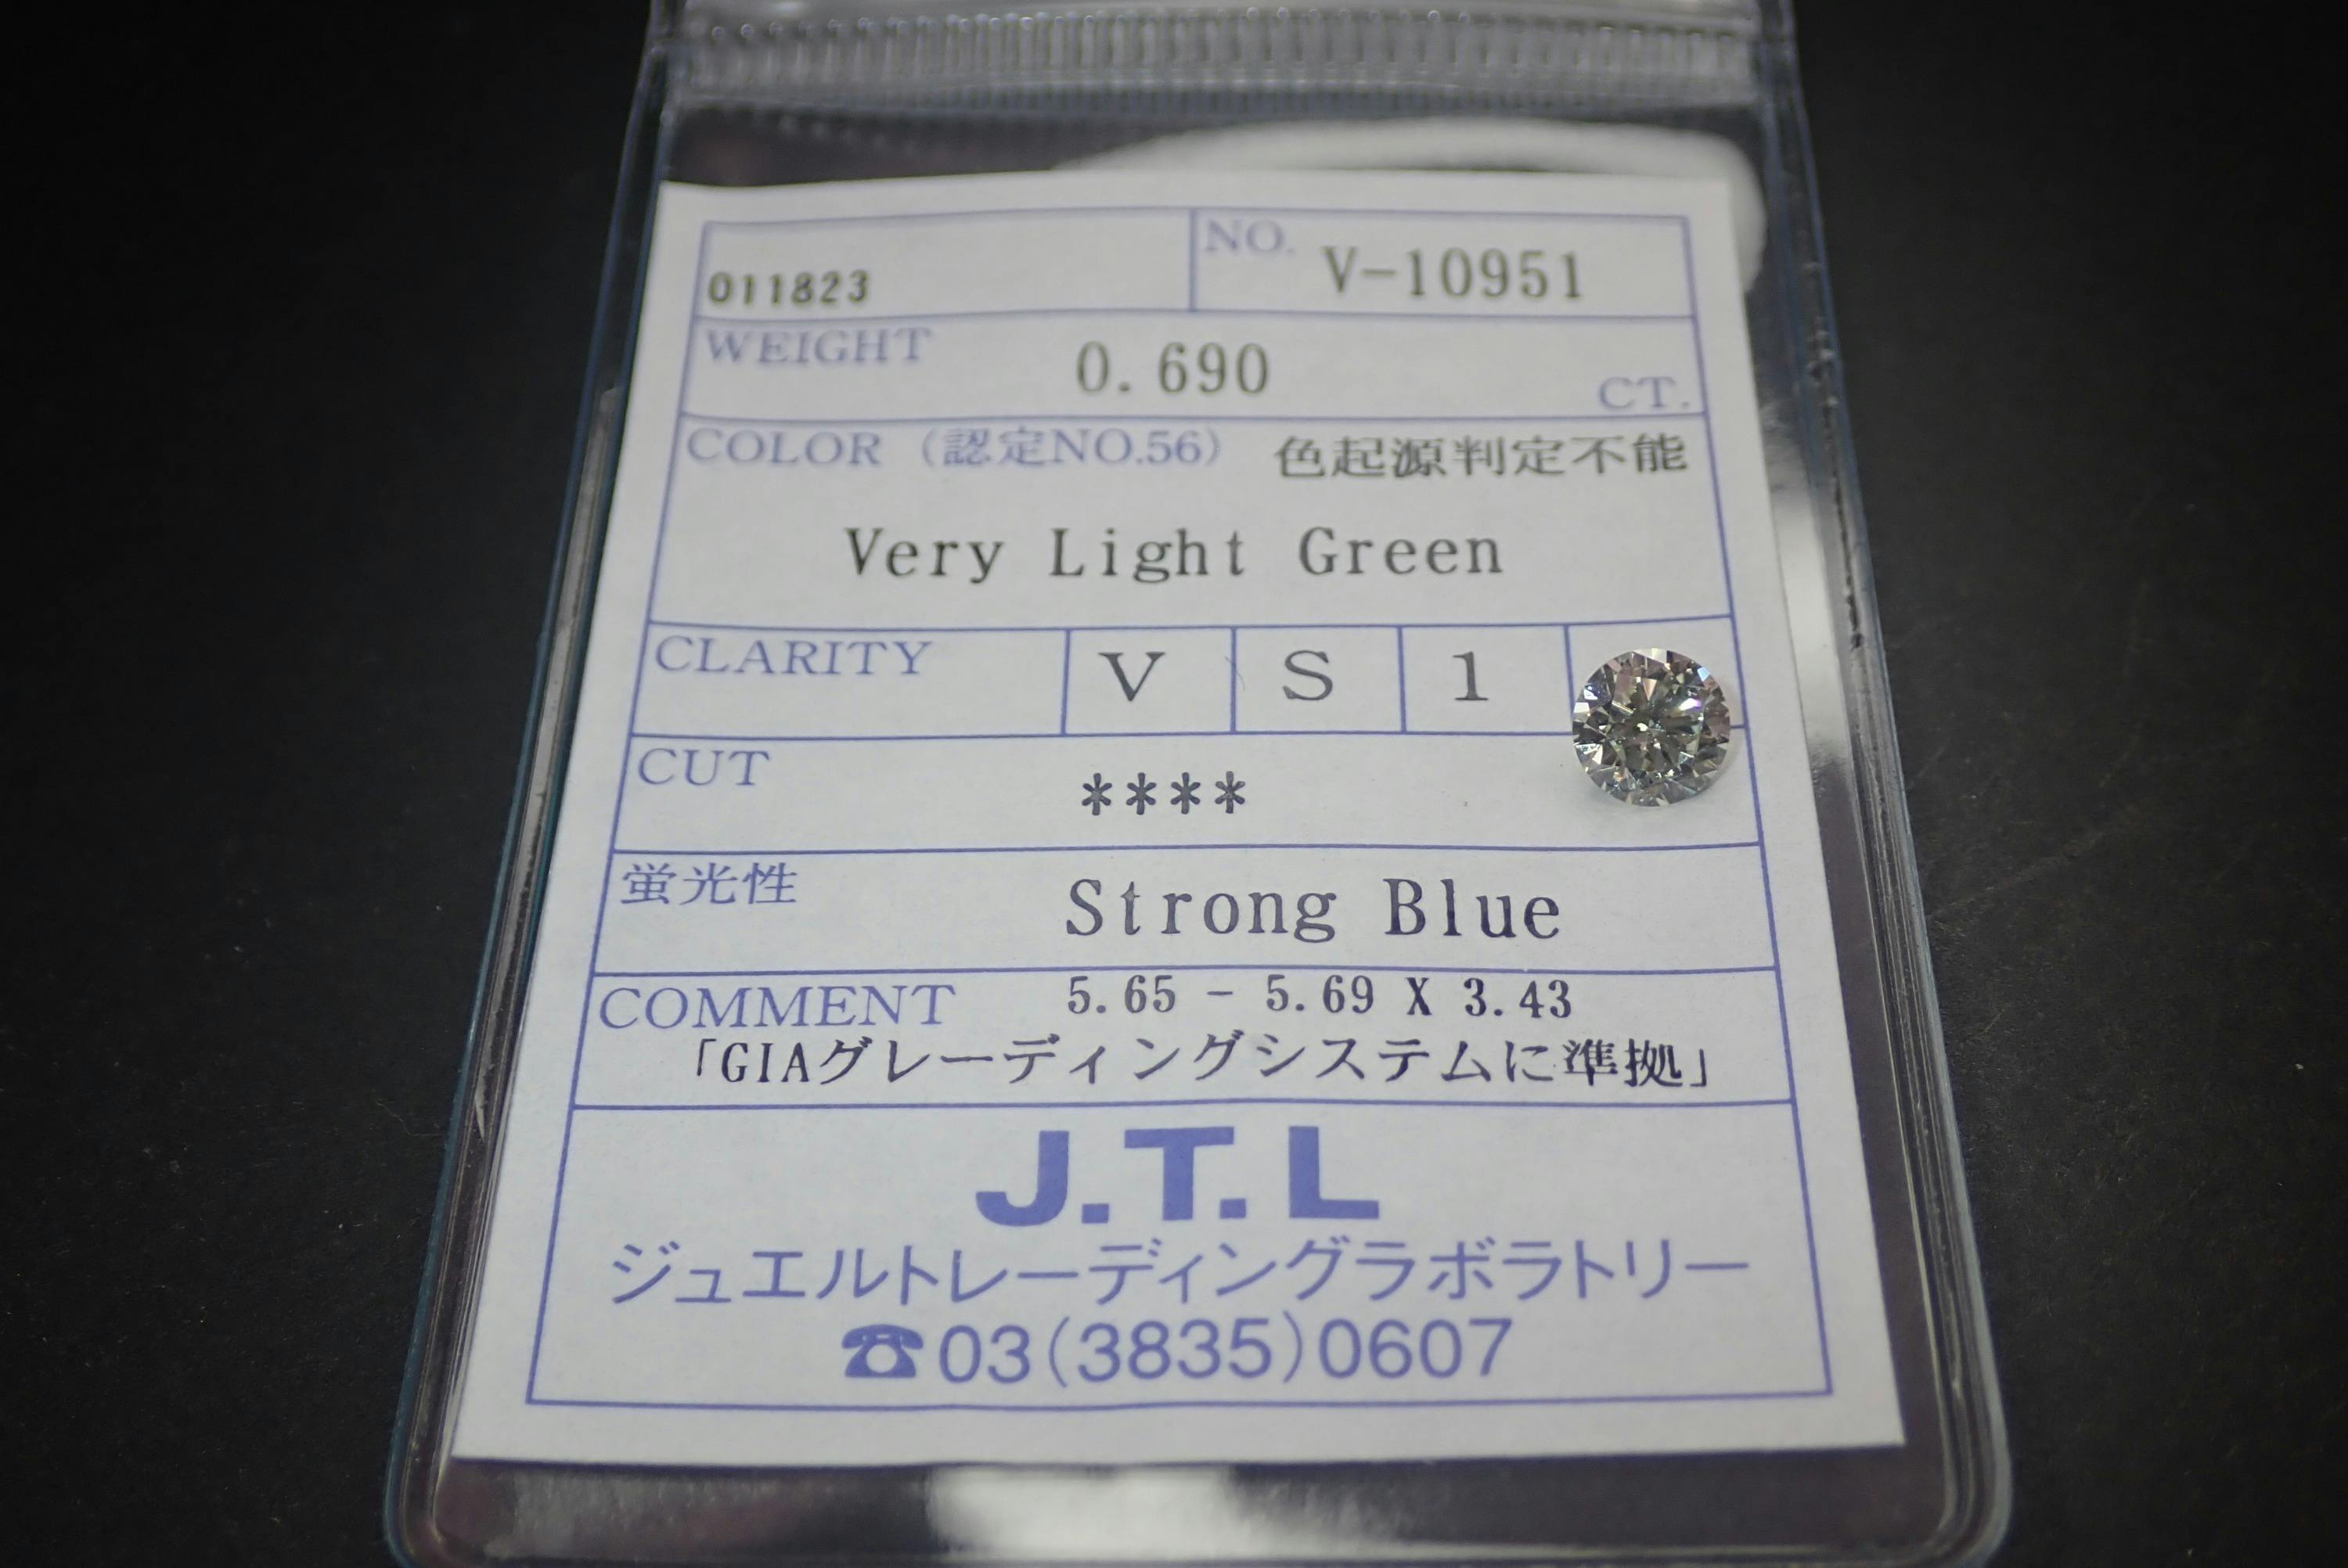 NO. V-10951
011823
WEIGHT 0.690 CT.
COLOR (認定NO.56) 色起源判定不能
Very Light Green
CLARITY V S 1
CUT ****
蛍光性 Strong Blue
COMMENT 5.65 - 5.69 X 3.43
「GIAグレーディングシステムに準拠」
J.T.L
ジュエルトレーディングラボラトリー
☎03(3835)0607